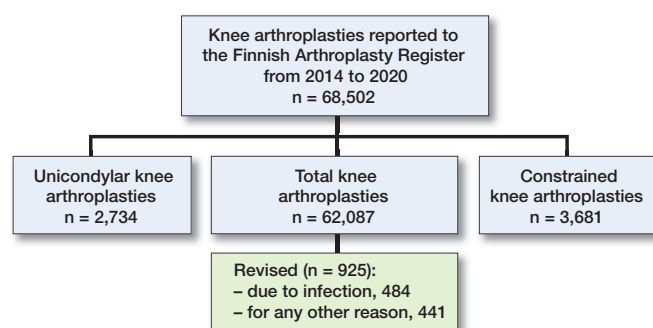 Knee arthroplasties reported to
the Finnish Arthroplasty Register
from 2014 to 2020
n = 68,502
Unicondylar knee
arthroplasties
n = 2,734
Total knee
arthroplasties
n = 62,087
Constrained
knee arthroplasties
n = 3,681
Revised (n = 925):
– due to infection, 484
– for any other reason, 441